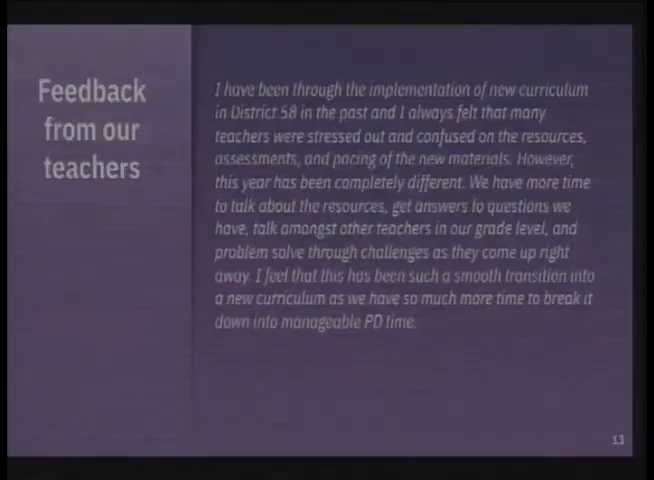 Feedback
from our
teachers
I have been through the implementation of new curriculum
in District 58 in the past and I always felt that many
teachers were stressed out and confused on the resources,
assessments, and pacing of the new materials. However,
this year has been completely different. We have more time
to talk about the resources, get answers to questions we
have, talk amongst other teachers in our grade level, and
problem solve through challenges as they come up right
away. I feel that this has been such a smooth transition into
a new curriculum as we have so much more time to break it
down into manageable PD time.
13